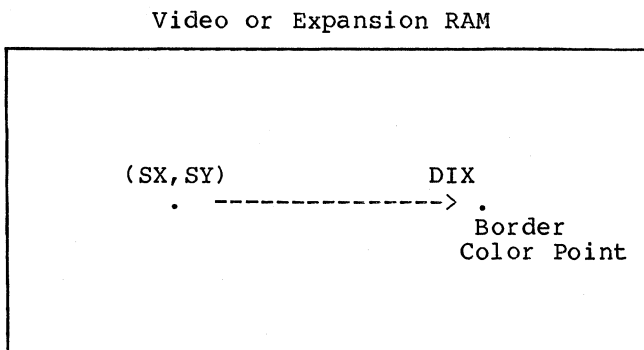 Video or Expansion RAM
(SX,SY) DIX
. ---------------> .
Border
Color Point